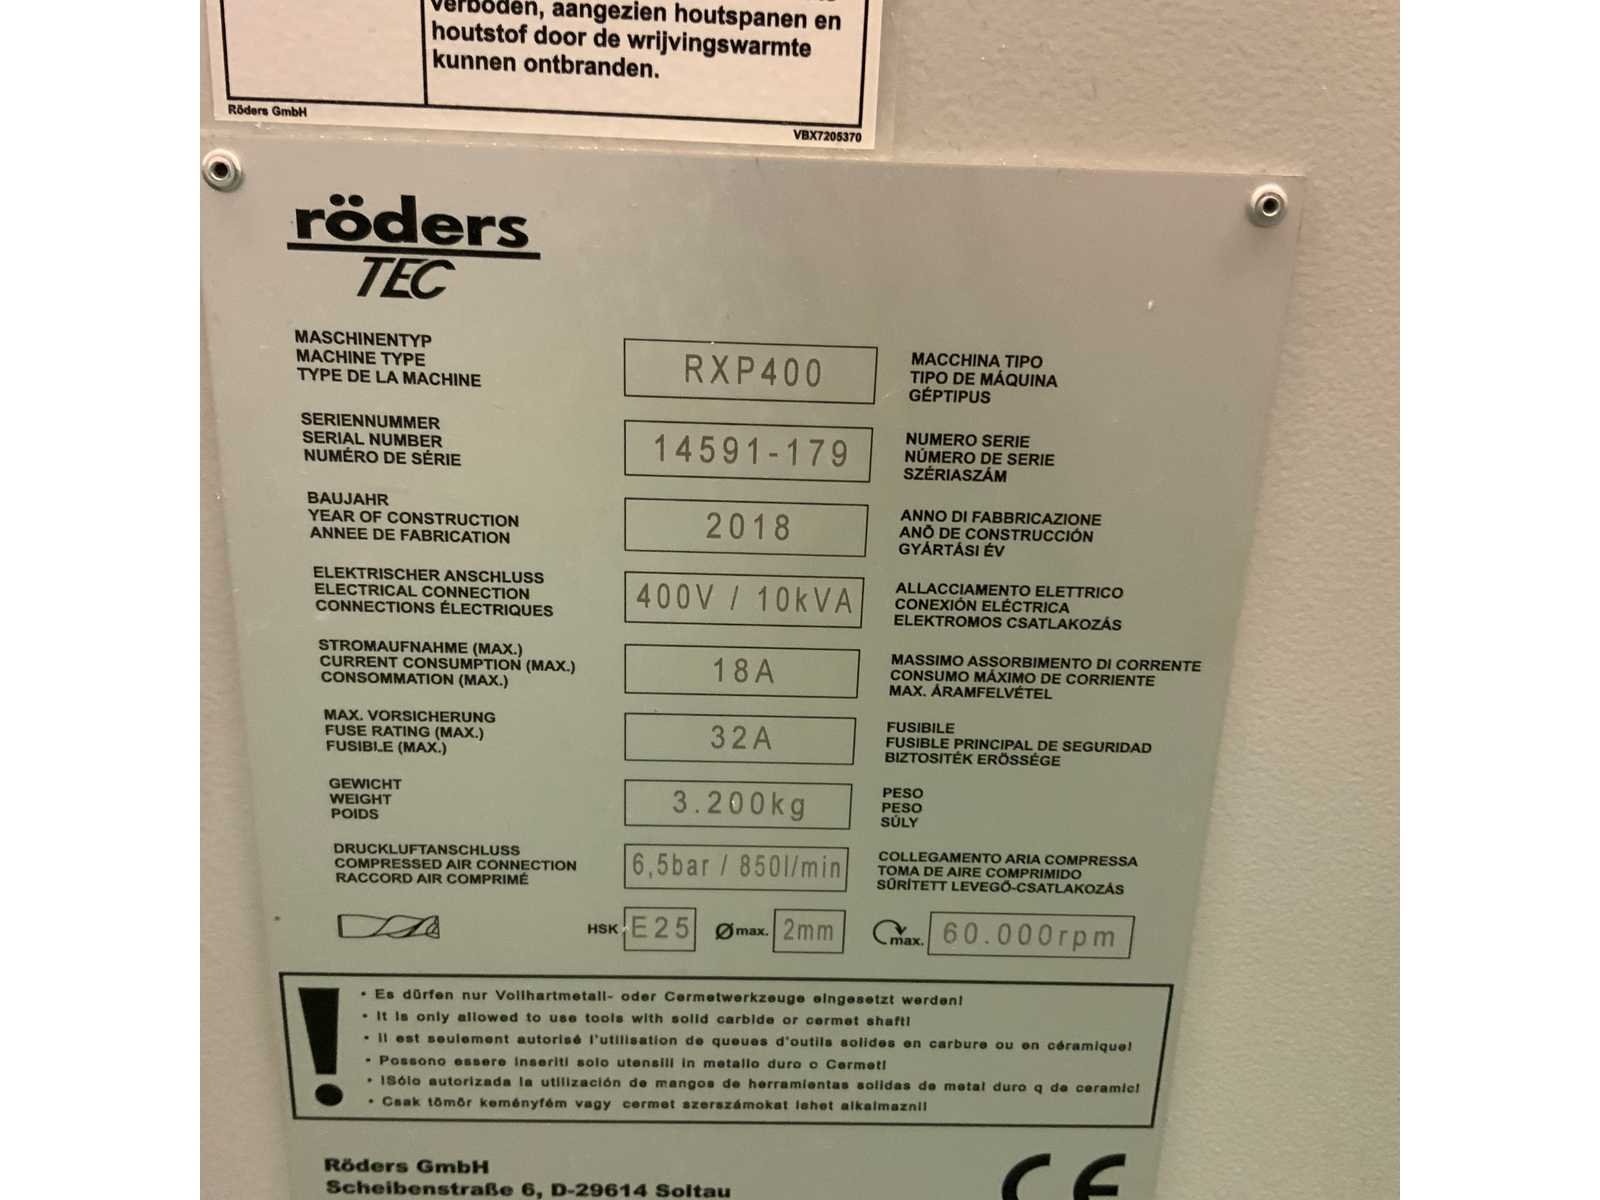 verboden, aangezien houtspanen en
houtstof door de wrijvingswarmte
kunnen ontbranden.
Röders GmbH
VBX7205370
röders
TEC
MASCHINENTYP
MACHINE TYPE
TYPE DE LA MACHINE
RXP400
MACCHINA TIPO
TIPO DE MÁQUINA
GÉPTIPUS
SERIENNUMMER
SERIAL NUMBER
NUMÉRO DE SÉRIE
14591-179
NUMERO SERIE
NÚMERO DE SERIE
SZÉRIASZÁM
BAUJAHR
YEAR OF CONSTRUCTION
ANNEE DE FABRICATION
2018
ANNO DI FABBRICAZIONE
ANÕ DE CONSTRUCCIÓN
GYÁRTÁSI ÉV
ELEKTRISCHER ANSCHLUSS
ELECTRICAL CONNECTION
CONNECTIONS ÉLECTRIQUES
400V / 10kVA
ALLACCIAMENTO ELETTRICO
CONEXIÓN ELÉCTRICA
ELEKTROMOS CSATLAKOZÁS
STROMAUFNAHME (MAX.)
CURRENT CONSUMPTION (MAX.)
CONSOMMATION (MAX.)
18A
MASSIMO ASSORBIMENTO DI CORRENTE
CONSUMO MÁXIMO DE CORRIENTE
MAX. ÁRAMFELVÉTEL
MAX. VORSICHERUNG
FUSE RATING (MAX.)
FUSIBLE (MAX.)
32A
FUSIBILE
FUSIBLE PRINCIPAL DE SEGURIDAD
BIZTOSITÉK ERÖSSÉGE
GEWICHT
WEIGHT
POIDS
3.200kg
PESO
PESO
SÚLY
DRUCKLUFTANSCHLUSS
COMPRESSED AIR CONNECTION
RACCORD AIR COMPRIMÉ
6,5bar / 850l/min
COLLEGAMENTO ARIA COMPRESSA
TOMA DE AIRE COMPRIMIDO
SŰRÍTETT LEVEGŐ-CSATLAKOZÁS
HSK E25 Ø max. 2mm max. 60.000rpm
• Es dürfen nur Vollhartmetall- oder Cermetwerkzeuge eingesetzt werden!
• It is only allowed to use tools with solid carbide or cermet shaft!
• Il est seulement autorisé l'utilisation de queues d'outils solides en carbure ou en céramique!
• Possono essere inseriti solo utensili in metallo duro o Cermet!
• ¡Sólo autorizada la utilización de mangos de herramientas solidas de metal duro q de ceramic!
• Csak tömör keményfém vagy cermet szerszámokat lehet alkalmazni!
Röders GmbH
Scheibenstraße 6, D-29614 Soltau
CE